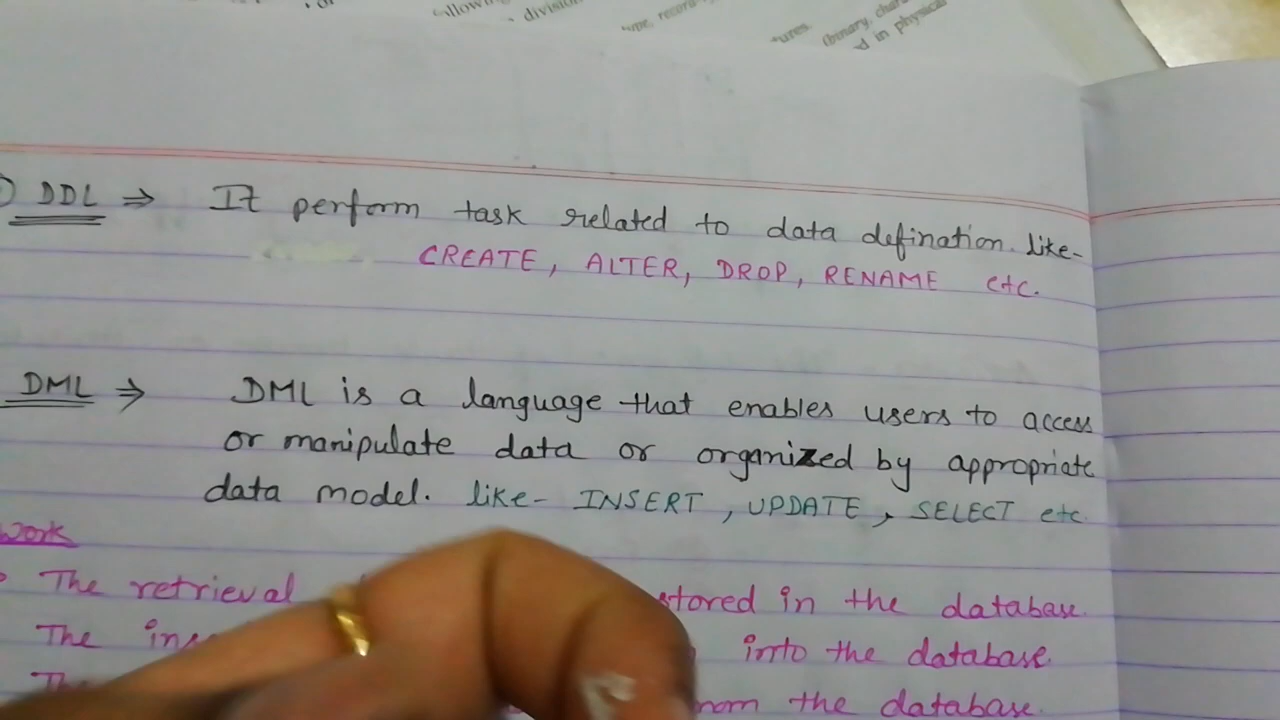 DDL ⇒ It perform task related to data defination like-
CREATE, ALTER, DROP, RENAME etc.
DML ⇒ DML is a language that enables users to access
or manipulate data or organized by appropriate
data model. like- INSERT, UPDATE, SELECT etc.
work
The retrieval stored in the database.
The into the database.
the database.